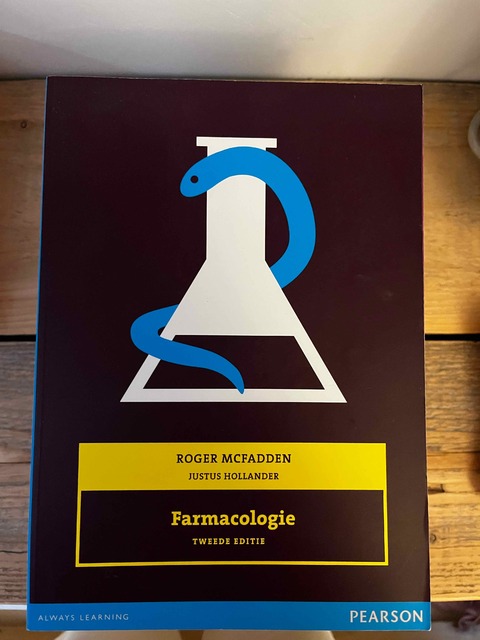 ROGER MCFADDEN
JUSTUS HOLLANDER
Farmacologie
TWEEDE EDITIE
ALWAYS LEARNING
PEARSON